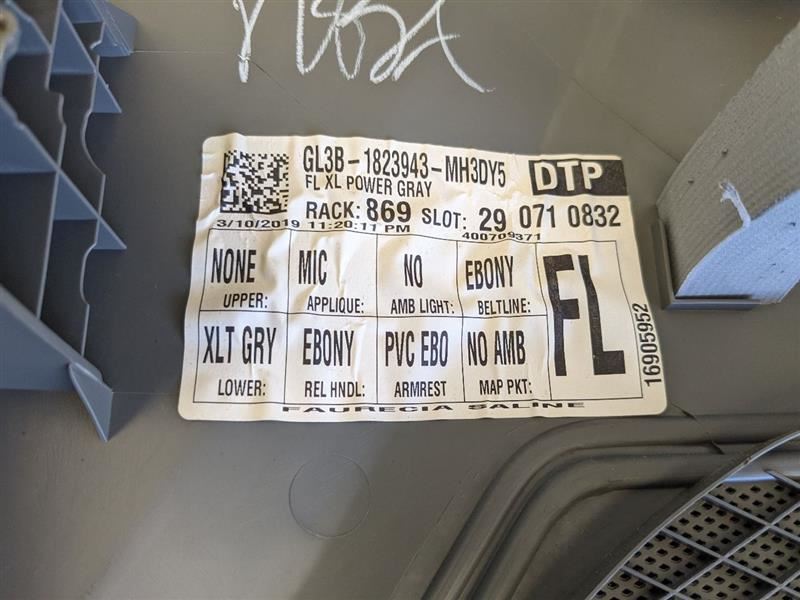 GL3B-1823943-MH3DY5
DTP
FL XL POWER GRAY
RACK: 869 SLOT: 29 071 0832
3/10/2019 11:20:11 PM 400709371
NONE MIC NO EBONY
UPPER: APPLIQUE: AMB LIGHT: BELTLINE:
FL
XLT GRY EBONY PVC EBO NO AMB
LOWER: REL HNDL: ARMREST MAP PKT:
16905952
FAURECIA SALINE